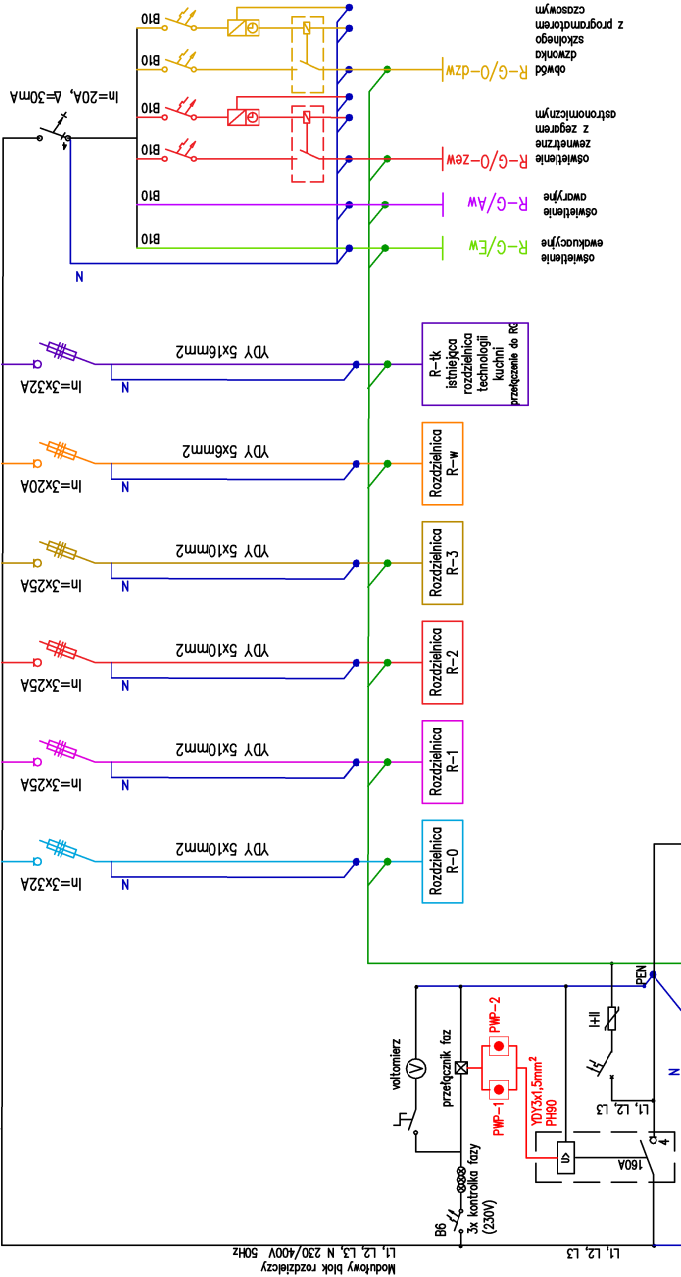 In=20A, Δ=30mA
B10
B10
B10
B10
B10
B10
N
obwód
dzwonka
szkolnego
z programatorem
czasowym
R-G/O-dzw
oświetlenie
zewnetrzne
z zegarem
astronomicznym
R-G/O-zew
oświetlenie
awaryjne
R-G/Aw
oświetlenie
ewakuacyjne
R-G/Ew
In=3x32A
YDY 5x16mm2
N
R-tk
istniejąca
rozdzielnica
technologii
kuchni
przełączenie do RG
In=3x20A
YDY 5x6mm2
N
Rozdzielnica
R-w
In=3x25A
YDY 5x10mm2
N
Rozdzielnica
R-3
In=3x25A
YDY 5x10mm2
N
Rozdzielnica
R-2
In=3x25A
YDY 5x10mm2
N
Rozdzielnica
R-1
In=3x32A
YDY 5x10mm2
N
Rozdzielnica
R-0
PEN
woltomierz
V
przełącznik faz
PWP-1
PWP-2
YDY3x1,5mm²
PH90
I+II
L1, L2, L3
N
U>
160A
4
B6
3x kontrolka fazy
(230V)
L1, L2, L3
Modułowy blok rozdzielczy
L1, L2, L3, N 230/400V 50Hz
4